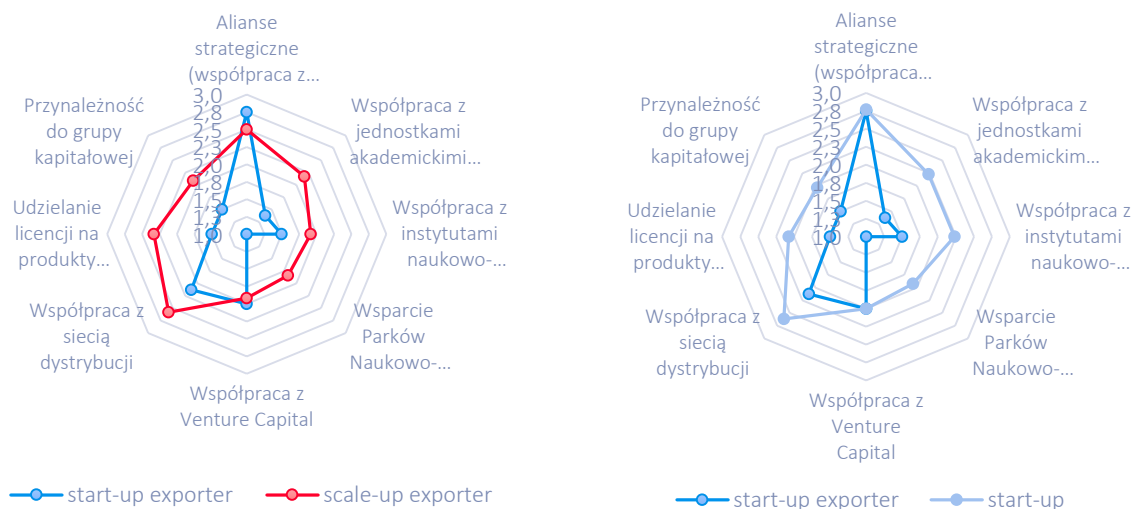 Alianse
strategiczne
(współpraca z...
Współpraca z
jednostkami
akademickimi...
Współpraca z
instytutami
naukowo-...
Wsparcie
Parków
Naukowo-...
Współpraca z
Venture Capital
Współpraca z
siecią
dystrybucji
Udzielanie
licencji na
produkty...
Przynależność
do grupy
kapitałowej
3,0
2,8
2,5
2,3
2,0
1,8
1,5
1,3
1,0
start-up exporter
scale-up exporter
Alianse
strategiczne
(współpraca...
Współpraca z
jednostkami
akademickim...
Współpraca z
instytutami
naukowo-...
Wsparcie
Parków
Naukowo-...
Współpraca z
Venture
Capital
Współpraca z
siecią
dystrybucji
Udzielanie
licencji na
produkty...
Przynależność
do grupy
kapitałowej
3,0
2,8
2,5
2,3
2,0
1,8
1,5
1,3
1,0
start-up exporter
start-up